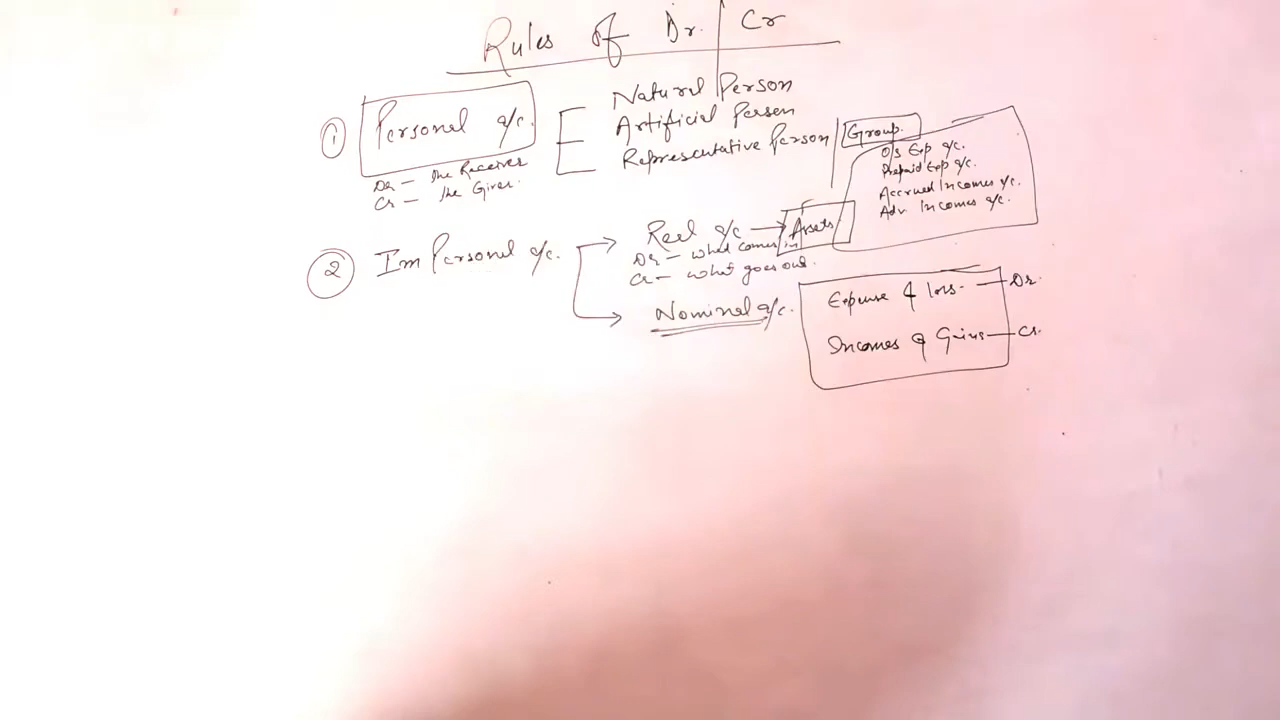 Rules of Dr. | Cr
① Personal a/c.
Dr — the Receiver
Cr — the Giver.
Natural Person
Artificial Person
Representative Person
Group.
O/S Exp a/c.
Prepaid Exp a/c.
Accrued Incomes a/c.
Adv. Incomes a/c.
② Im Personal a/c.
Real a/c → Assets
Dr — what comes in
Cr — what goes out.
Nominal a/c.
Expense & loss. — Dr.
Incomes & Gains — Cr.